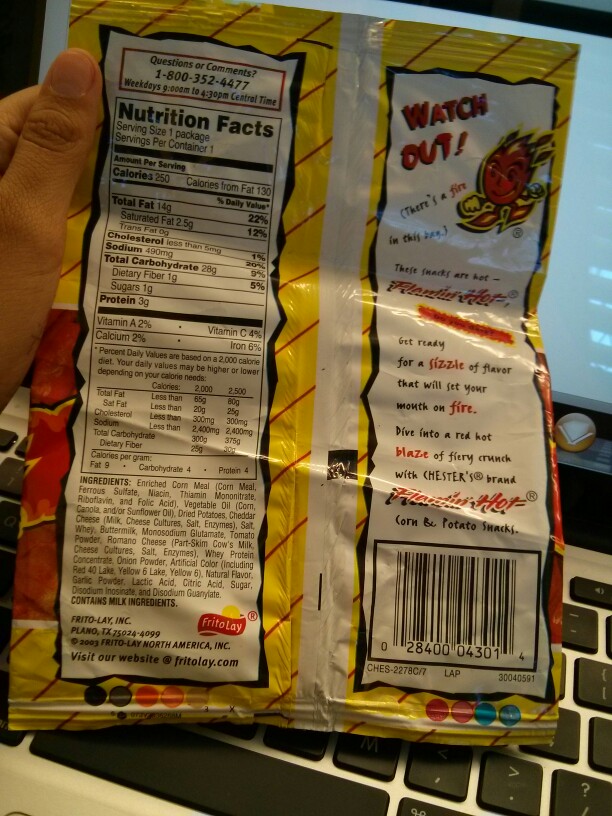 Questions or Comments?
1-800-352-4477
Weekdays 9:00am to 4:30pm Central Time
Nutrition Facts
Serving Size 1 package
Servings Per Container 1
Amount Per Serving
Calories 250 Calories from Fat 130
% Daily Value*
Total Fat 14g 22%
Saturated Fat 2.5g 12%
Trans Fat 0g
Cholesterol less than 5mg 1%
Sodium 490mg 20%
Total Carbohydrate 28g 9%
Dietary Fiber 1g 5%
Sugars 1g
Protein 3g
Vitamin A 2% • Vitamin C 4%
Calcium 2% • Iron 6%
* Percent Daily Values are based on a 2,000 calorie
diet. Your daily values may be higher or lower
depending on your calorie needs:
Calories: 2,000 2,500
Total Fat Less than 65g 80g
Sat Fat Less than 20g 25g
Cholesterol Less than 300mg 300mg
Sodium Less than 2,400mg 2,400mg
Total Carbohydrate 300g 375g
Dietary Fiber 25g 30g
Calories per gram:
Fat 9 • Carbohydrate 4 • Protein 4
INGREDIENTS: Enriched Corn Meal (Corn Meal,
Ferrous Sulfate, Niacin, Thiamin Mononitrate,
Riboflavin, and Folic Acid), Vegetable Oil (Corn,
Canola, and/or Sunflower Oil), Dried Potatoes, Cheddar
Cheese (Milk, Cheese Cultures, Salt, Enzymes), Salt,
Whey, Buttermilk, Monosodium Glutamate, Tomato
Powder, Romano Cheese (Part-Skim Cow's Milk,
Cheese Cultures, Salt, Enzymes), Whey Protein
Concentrate, Onion Powder, Artificial Color (Including
Red 40 Lake, Yellow 6 Lake, Yellow 6), Natural Flavor,
Garlic Powder, Lactic Acid, Citric Acid, Sugar,
Disodium Inosinate, and Disodium Guanylate.
CONTAINS MILK INGREDIENTS.
FritoLay®
FRITO-LAY, INC.
PLANO, TX 75024-4099
© 2003 FRITO-LAY NORTH AMERICA, INC.
Visit our website @ fritolay.com
WATCH
OUT!
(There's a fire
in this bag.)
®
These snacks are hot —
Flamin' Hot®,
Get ready
for a sizzle of flavor
that will set your
mouth on fire.
Dive into a red hot
blaze of fiery crunch
with CHESTER'S® brand
Flamin' Hot®
Corn & Potato Snacks.
0 28400 04301 4
CHES-2278C/7 LAP 30040591